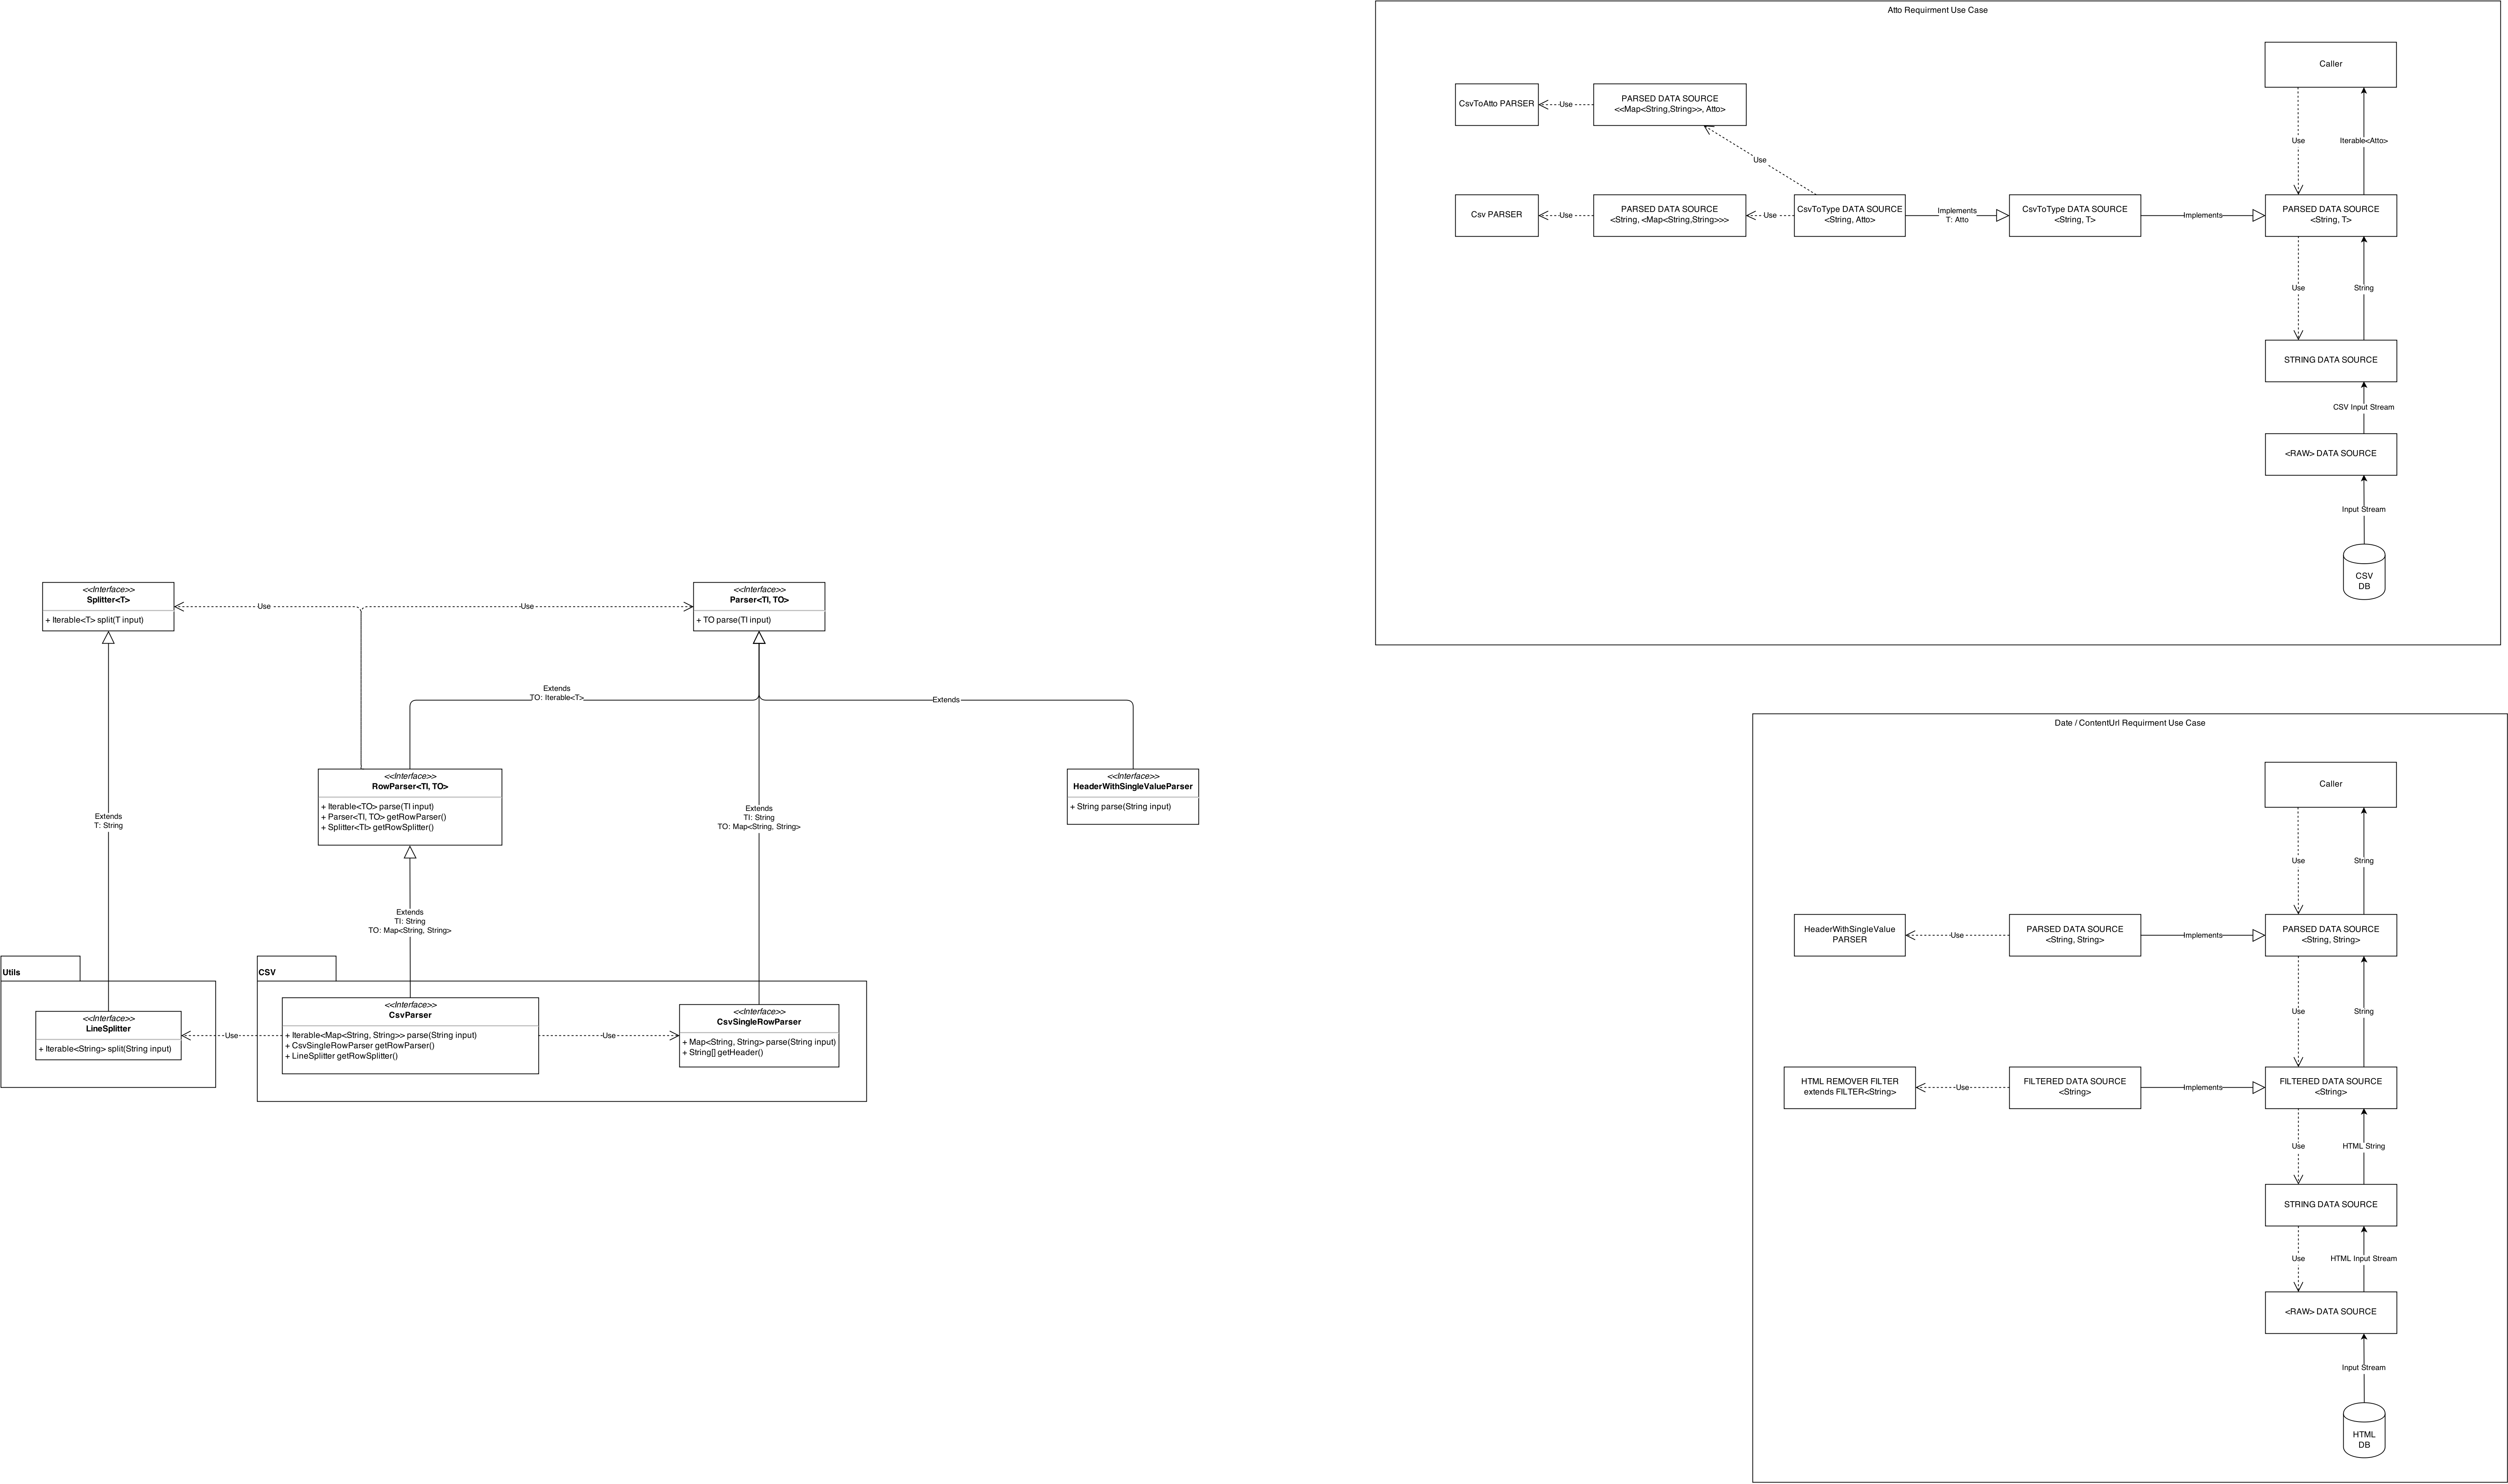 Atto Requirment Use Case
Caller
Use
Iterable<Atto>
CsvToAtto PARSER
Use
PARSED DATA SOURCE
<<Map<String,String>>, Atto>
Use
Csv PARSER
Use
PARSED DATA SOURCE
<String, <Map<String,String>>>
Use
CsvToType DATA SOURCE
<String, Atto>
Implements
T: Atto
CsvToType DATA SOURCE
<String, T>
Implements
PARSED DATA SOURCE
<String, T>
Use
String
STRING DATA SOURCE
CSV Input Stream
<RAW> DATA SOURCE
Input Stream
CSV
DB
<<Interface>>
Splitter<T>
+ Iterable<T> split(T input)
Use
Use
<<Interface>>
Parser<TI, TO>
+ TO parse(TI input)
Extends
TO: Iterable<T>
Extends
<<Interface>>
RowParser<TI, TO>
+ Iterable<TO> parse(TI input)
+ Parser<TI, TO> getRowParser()
+ Splitter<TI> getRowSplitter()
<<Interface>>
HeaderWithSingleValueParser
+ String parse(String input)
Extends
T: String
Extends
TI: String
TO: Map<String, String>
Extends
TI: String
TO: Map<String, String>
Utils
<<Interface>>
LineSplitter
+ Iterable<String> split(String input)
Use
CSV
<<Interface>>
CsvParser
+ Iterable<Map<String, String>> parse(String input)
+ CsvSingleRowParser getRowParser()
+ LineSplitter getRowSplitter()
Use
<<Interface>>
CsvSingleRowParser
+ Map<String, String> parse(String input)
+ String[] getHeader()
Date / ContentUrl Requirment Use Case
Caller
Use
String
HeaderWithSingleValue
PARSER
Use
PARSED DATA SOURCE
<String, String>
Implements
PARSED DATA SOURCE
<String, String>
Use
String
HTML REMOVER FILTER
extends FILTER<String>
Use
FILTERED DATA SOURCE
<String>
Implements
FILTERED DATA SOURCE
<String>
Use
HTML String
STRING DATA SOURCE
Use
HTML Input Stream
<RAW> DATA SOURCE
Input Stream
HTML
DB